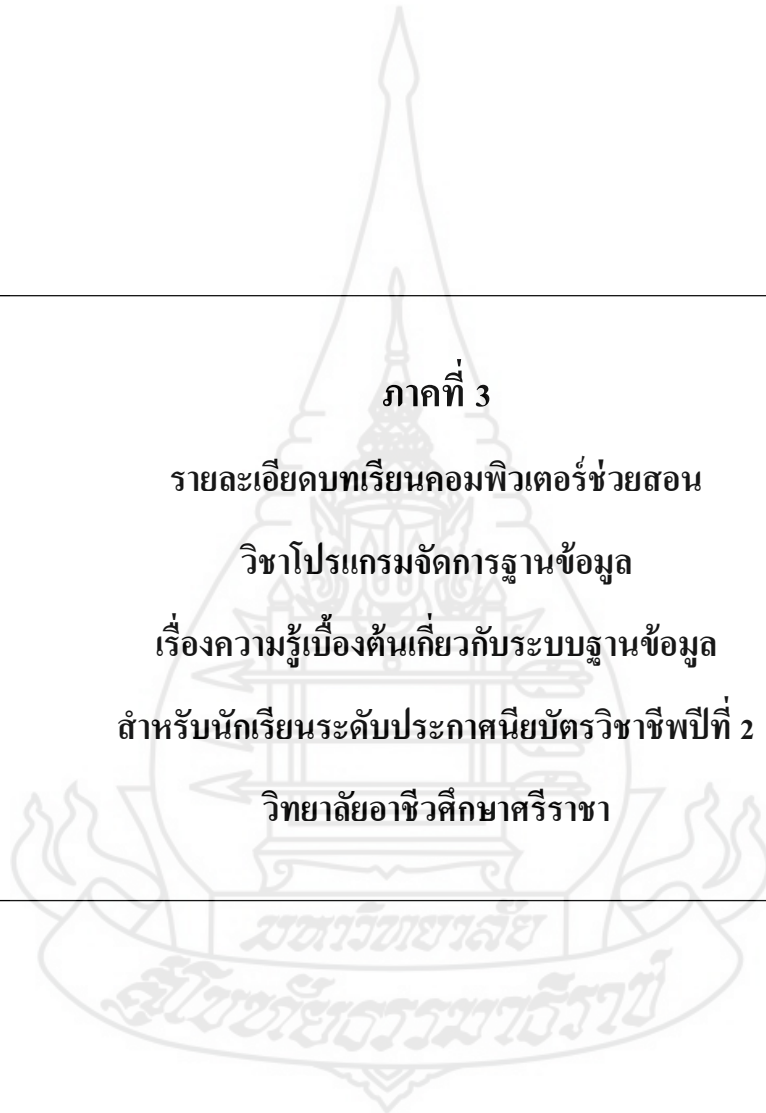 ภาคที่ 3
รายละเอียดบทเรียนคอมพิวเตอร์ช่วยสอน
วิชาโปรแกรมจัดการฐานข้อมูล
เรื่องความรู้เบื้องต้นเกี่ยวกับระบบฐานข้อมูล
สำหรับนักเรียนระดับประกาศนียบัตรวิชาชีพปีที่ 2
วิทยาลัยอาชีวศึกษาศรีราชา
มหาวิทยาลัย
สุโขทัยธรรมาธิราช